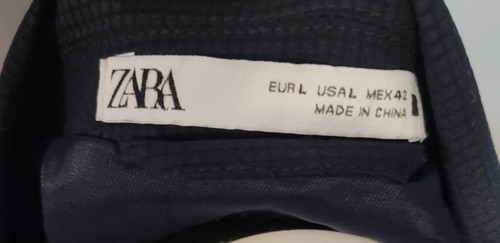 ZARA
EUR L USA L MEX 42
MADE IN CHINA